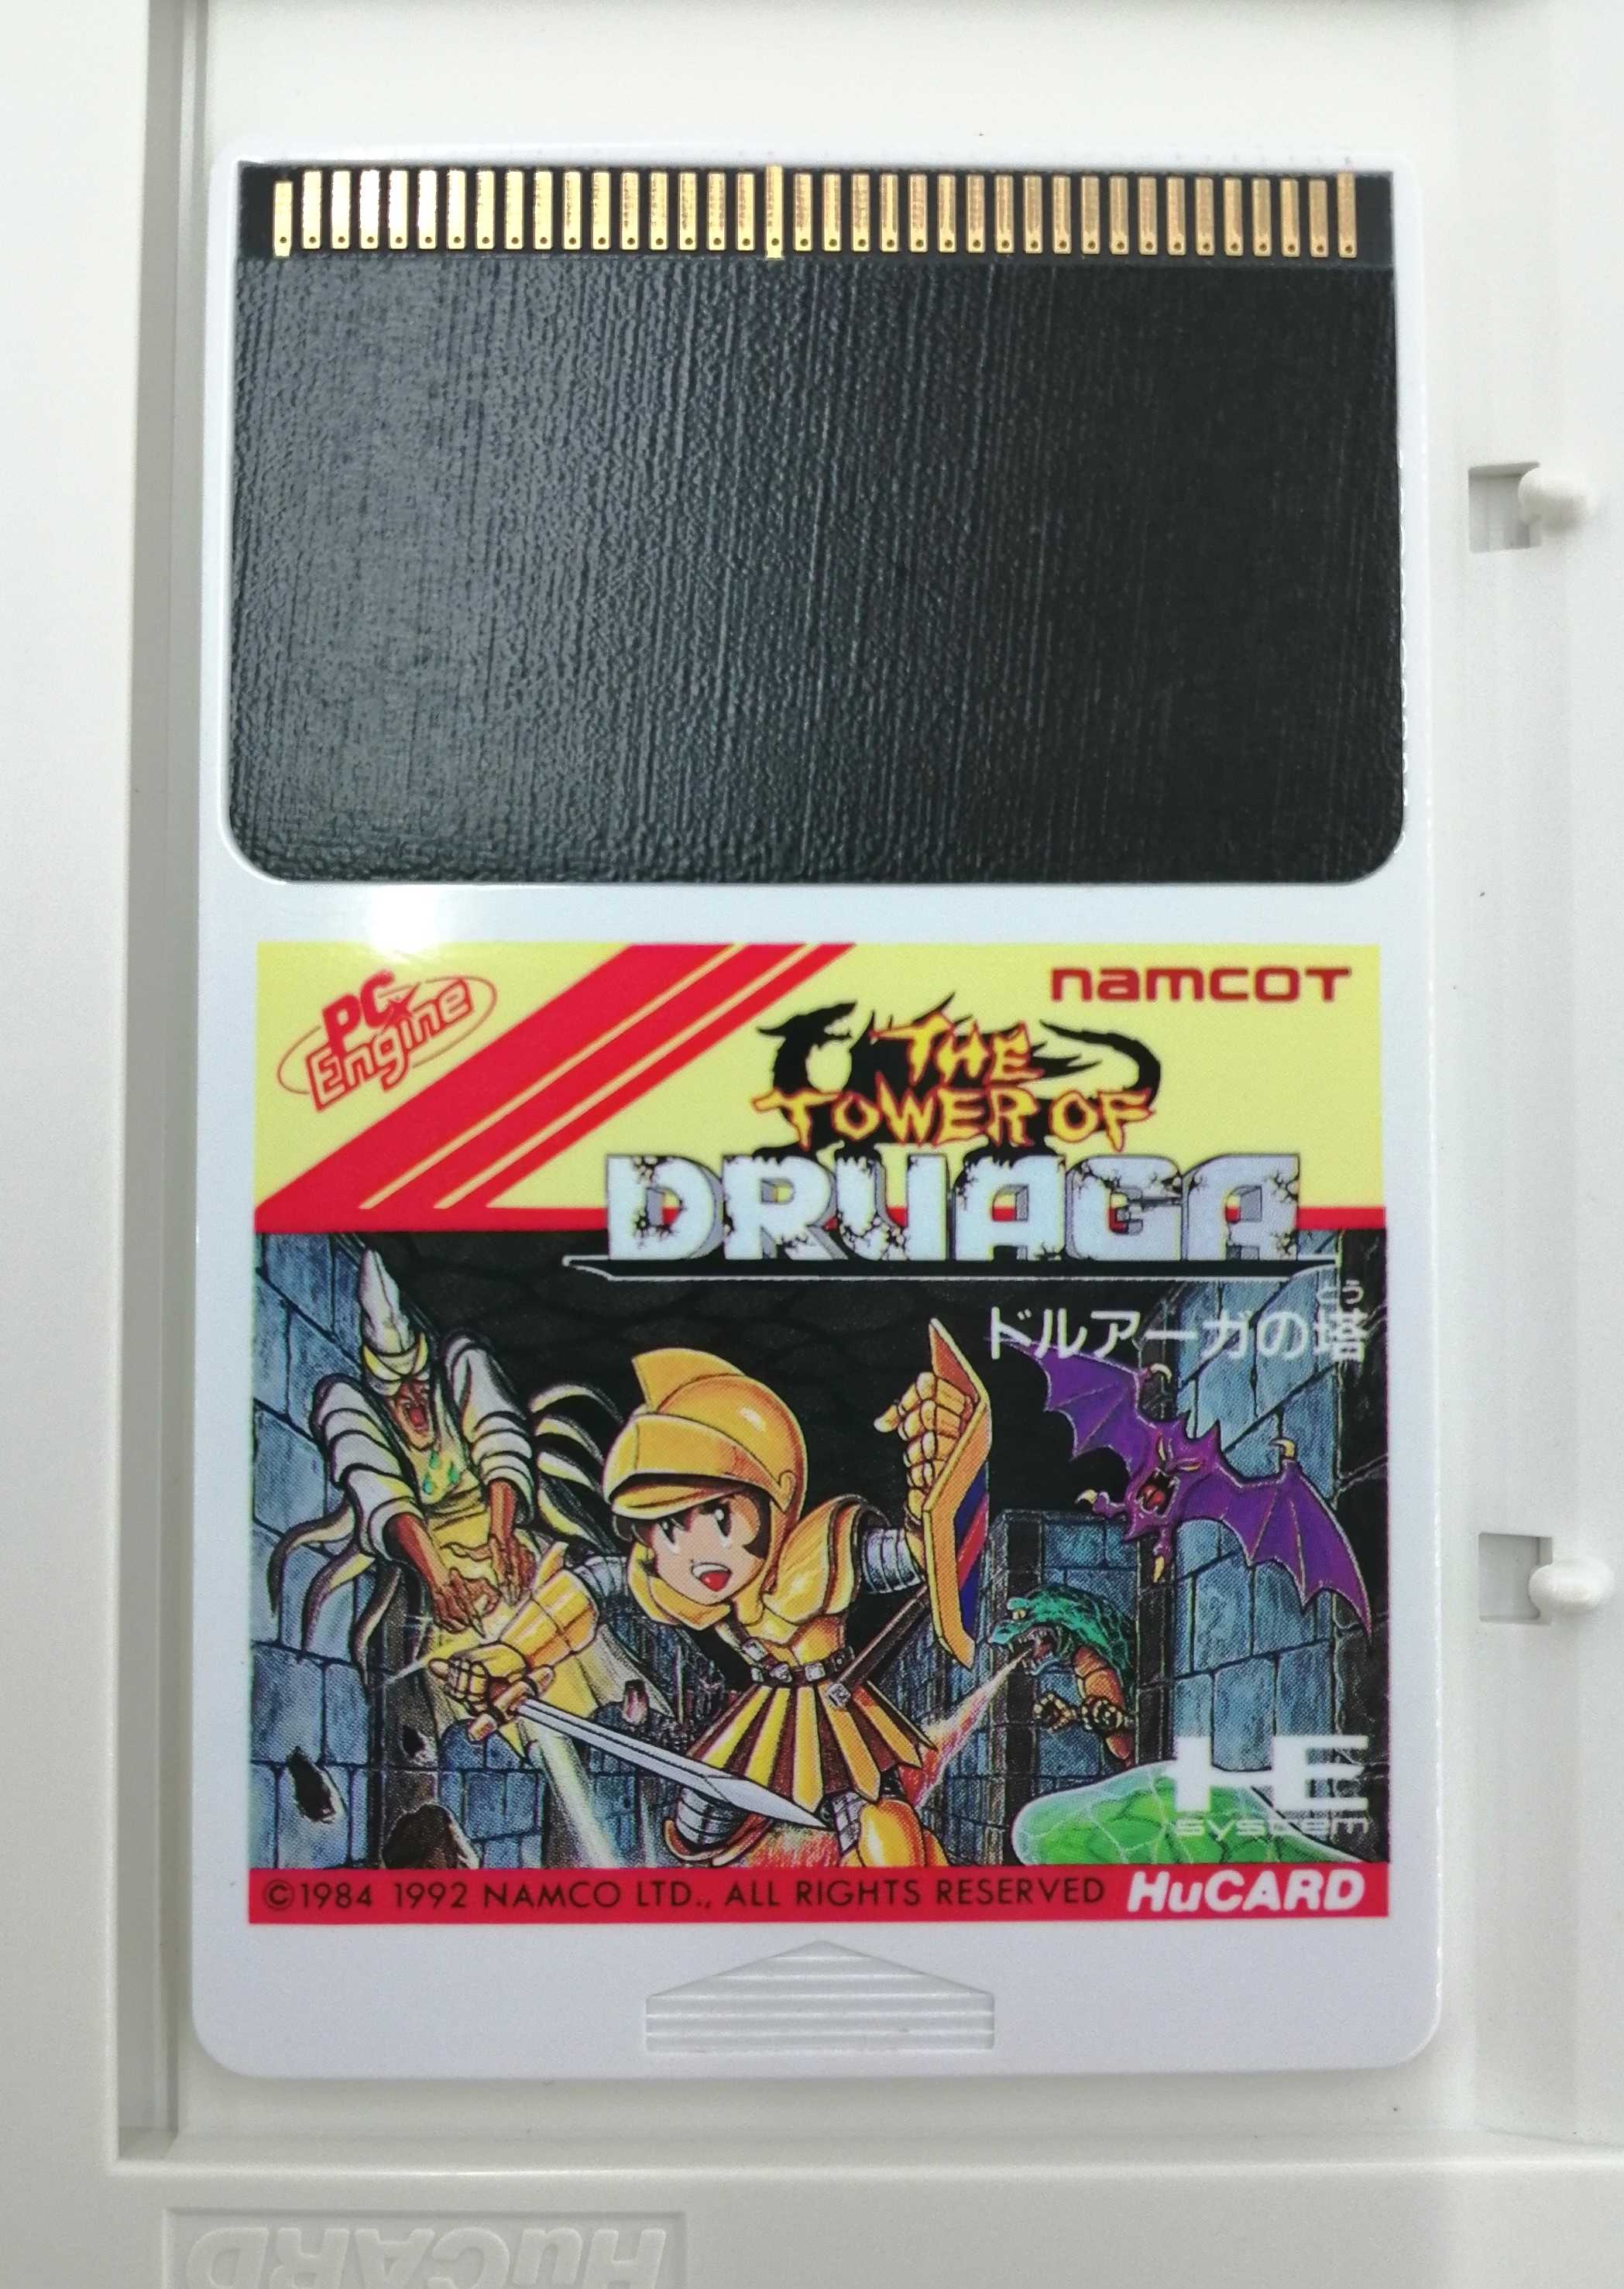 PC Engine
namcot
THE
TOWER OF
DRUAGA
とう
ドルアーガの塔
HE
system
©1984 1992 NAMCO LTD., ALL RIGHTS RESERVED
HuCARD
HuCARD